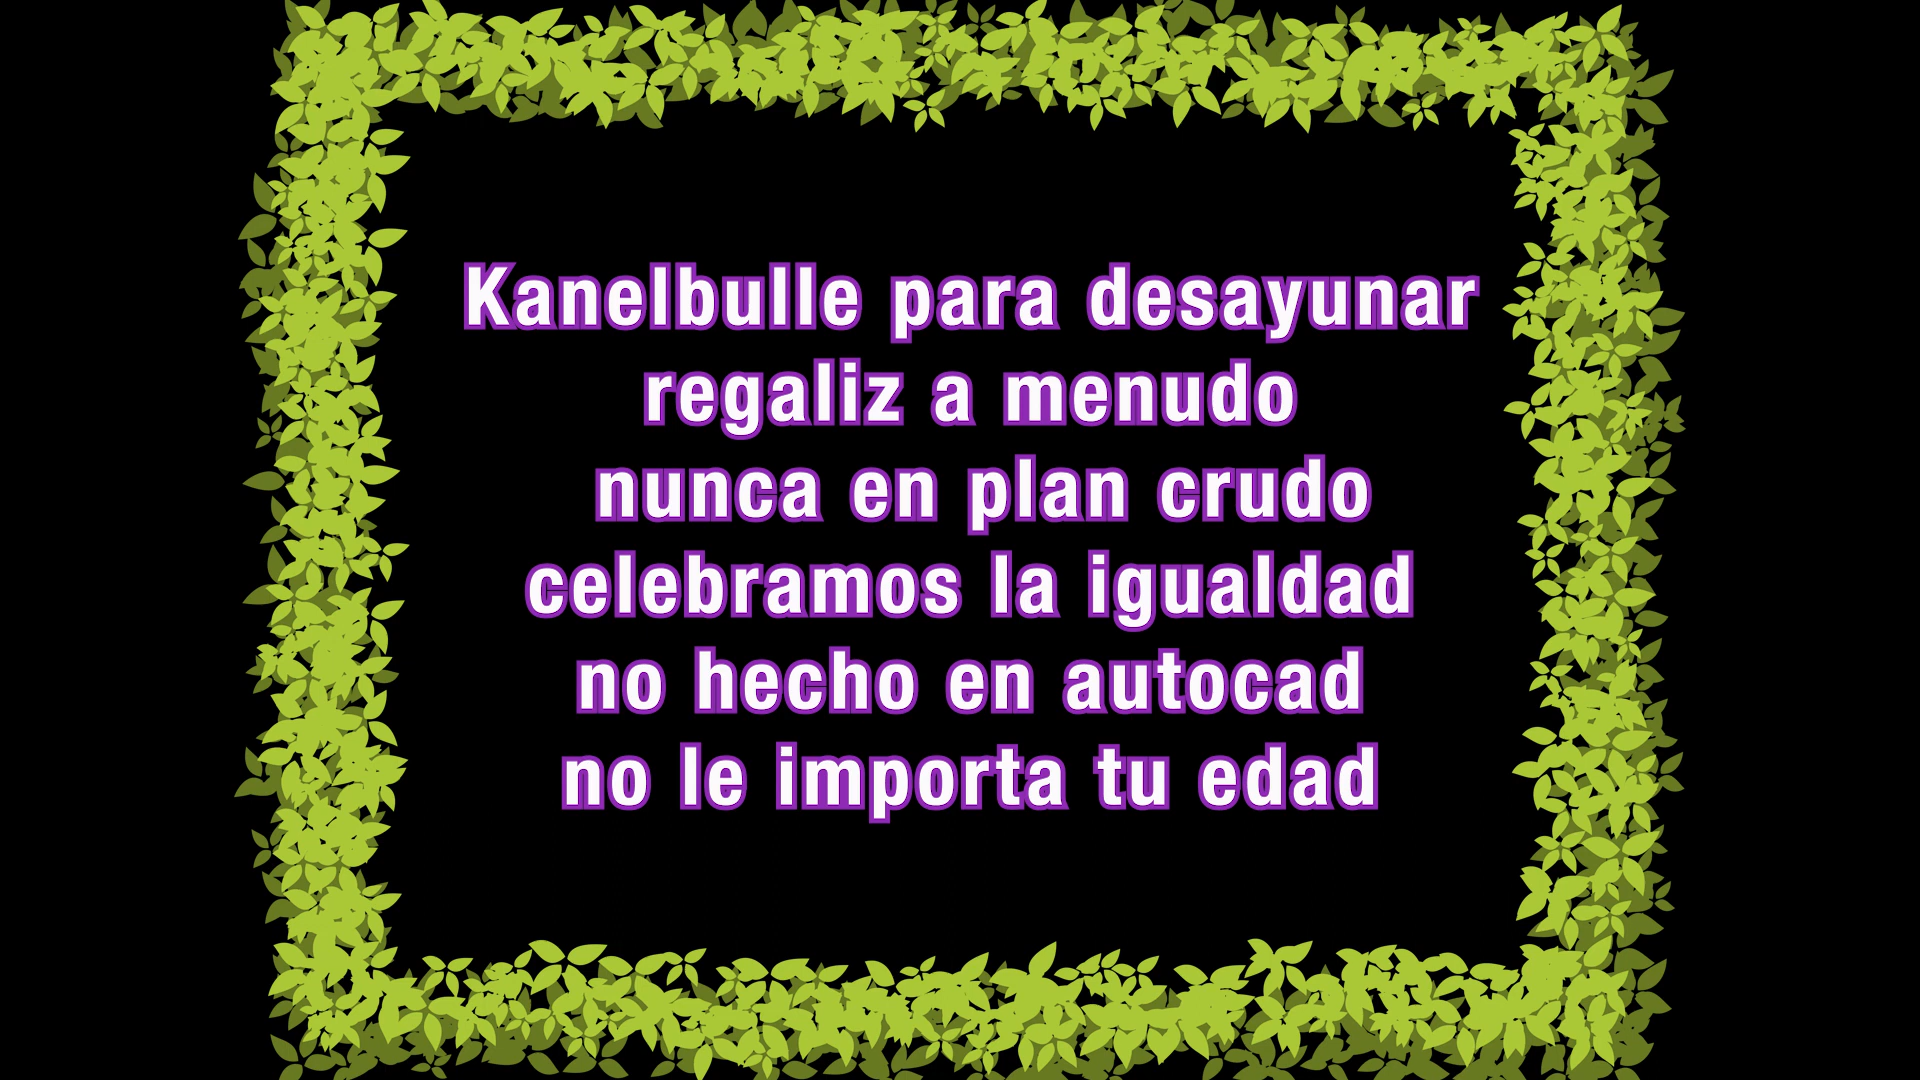 Kanelbulle para desayunar
regaliz a menudo
nunca en plan crudo
celebramos la igualdad
no hecho en autocad
no le importa tu edad